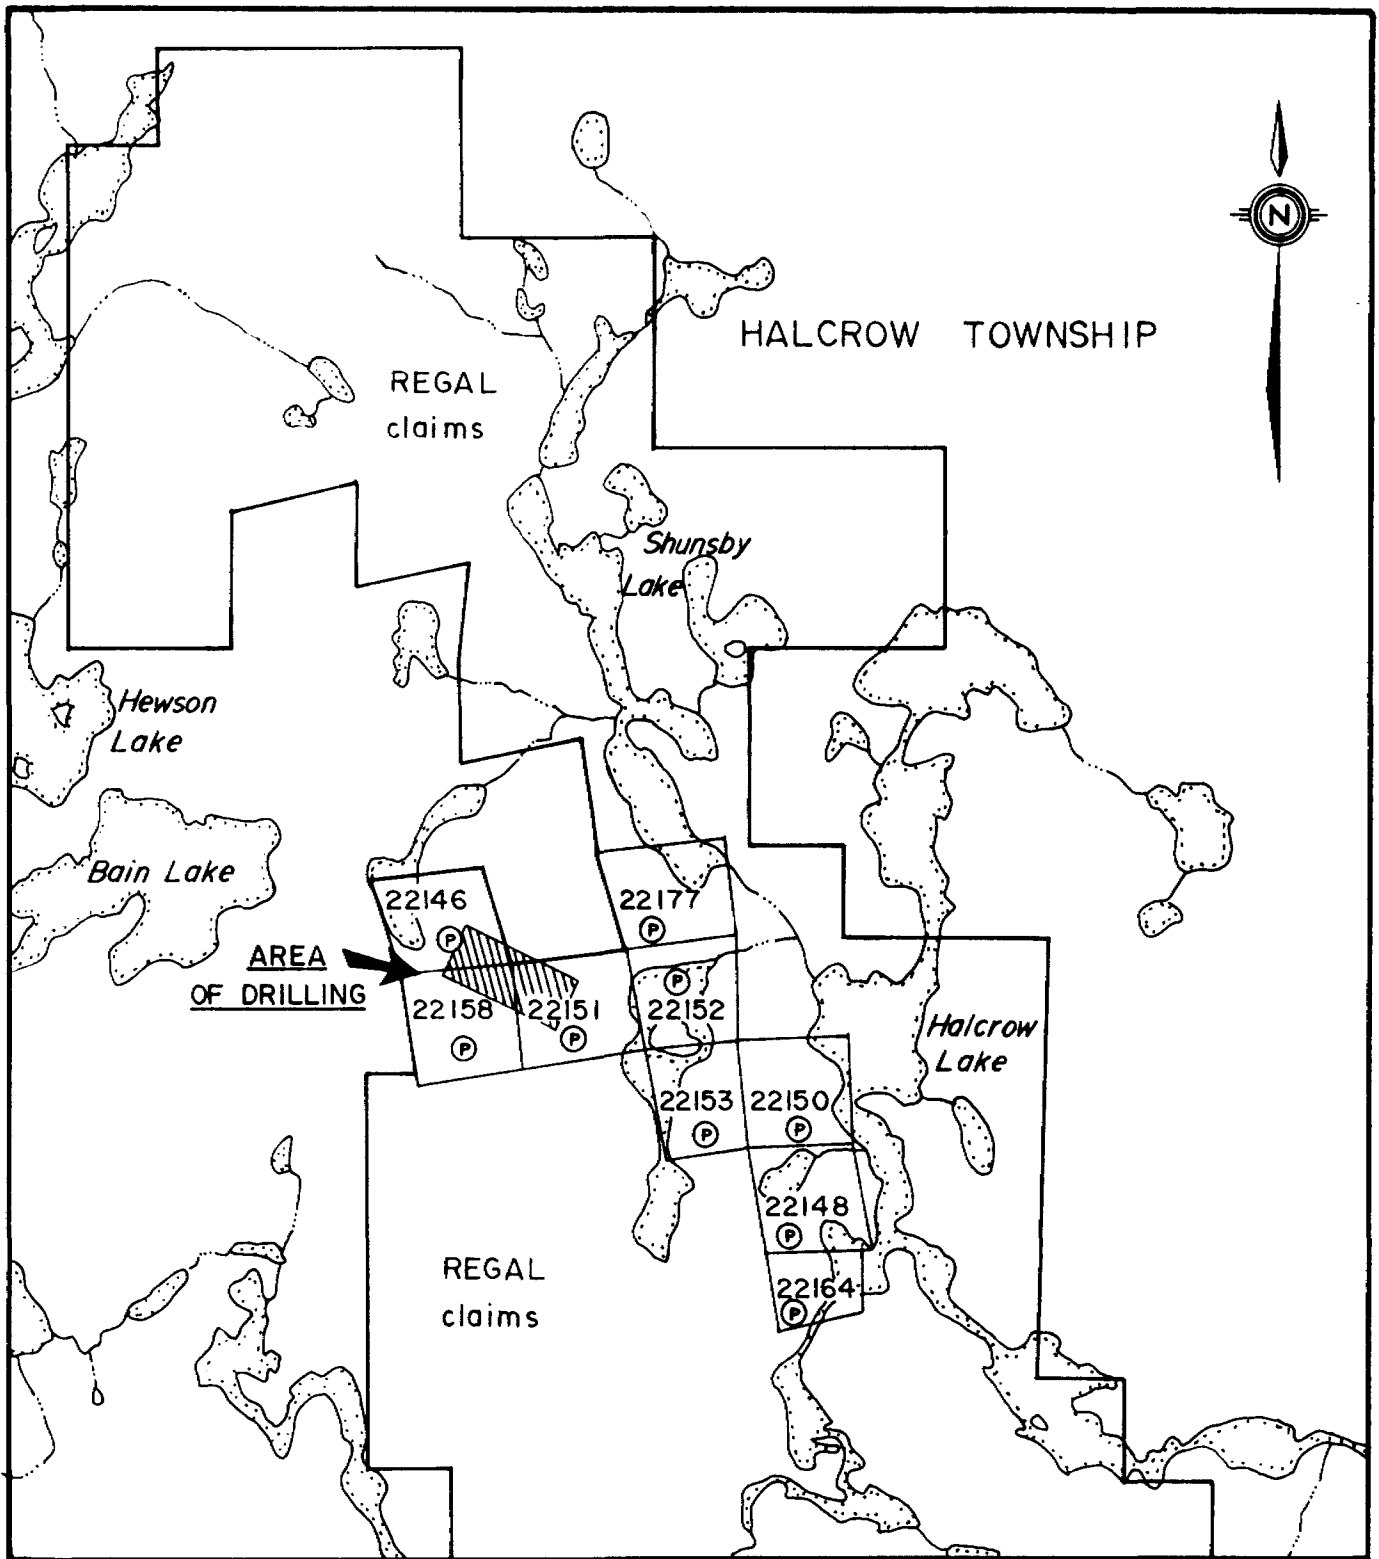 N
HALCROW TOWNSHIP
REGAL
claims
Shunsby
Lake
Hewson
Lake
Bain Lake
22146
P
22177
P
AREA
OF DRILLING
22158
P
22151
P
P
22152
Halcrow
Lake
22153
P
22150
P
22148
P
REGAL
claims
22164
P